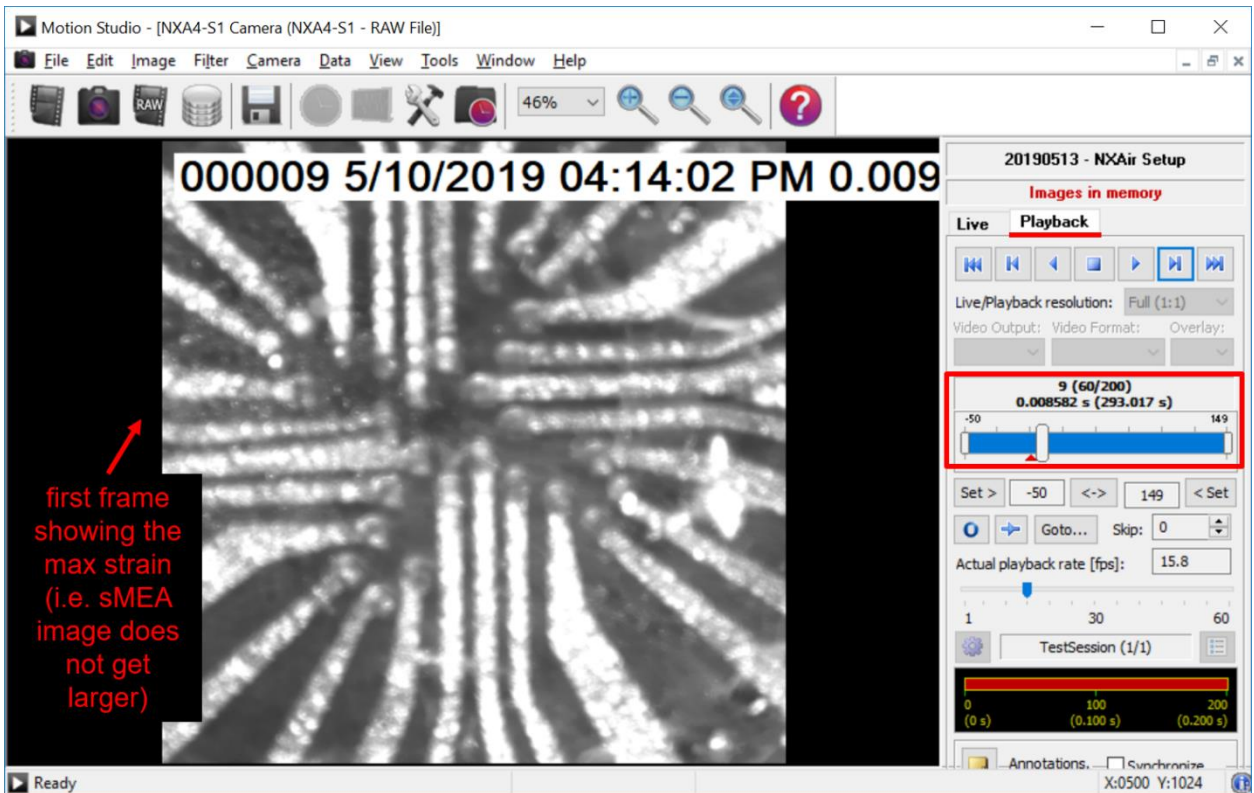 Motion Studio - [NXA4-S1 Camera (NXA4-S1 - RAW File)]
File Edit Image Filter Camera Data View Tools Window Help
RAW 46% ?
000009 5/10/2019 04:14:02 PM 0.009
first frame
showing the
max strain
(i.e. sMEA
image does
not get
larger)
20190513 - NXAir Setup
Images in memory
Live Playback
Live/Playback resolution: Full (1:1)
Video Output: Video Format: Overlay:
9 (60/200)
0.008582 s (293.017 s)
-50 149
Set > -50 <-> 149 < Set
Goto... Skip: 0
Actual playback rate [fps]: 15.8
1 30 60
TestSession (1/1)
0 100 200
(0 s) (0.100 s) (0.200 s)
Annotations. Synchronize
Ready X:0500 Y:1024